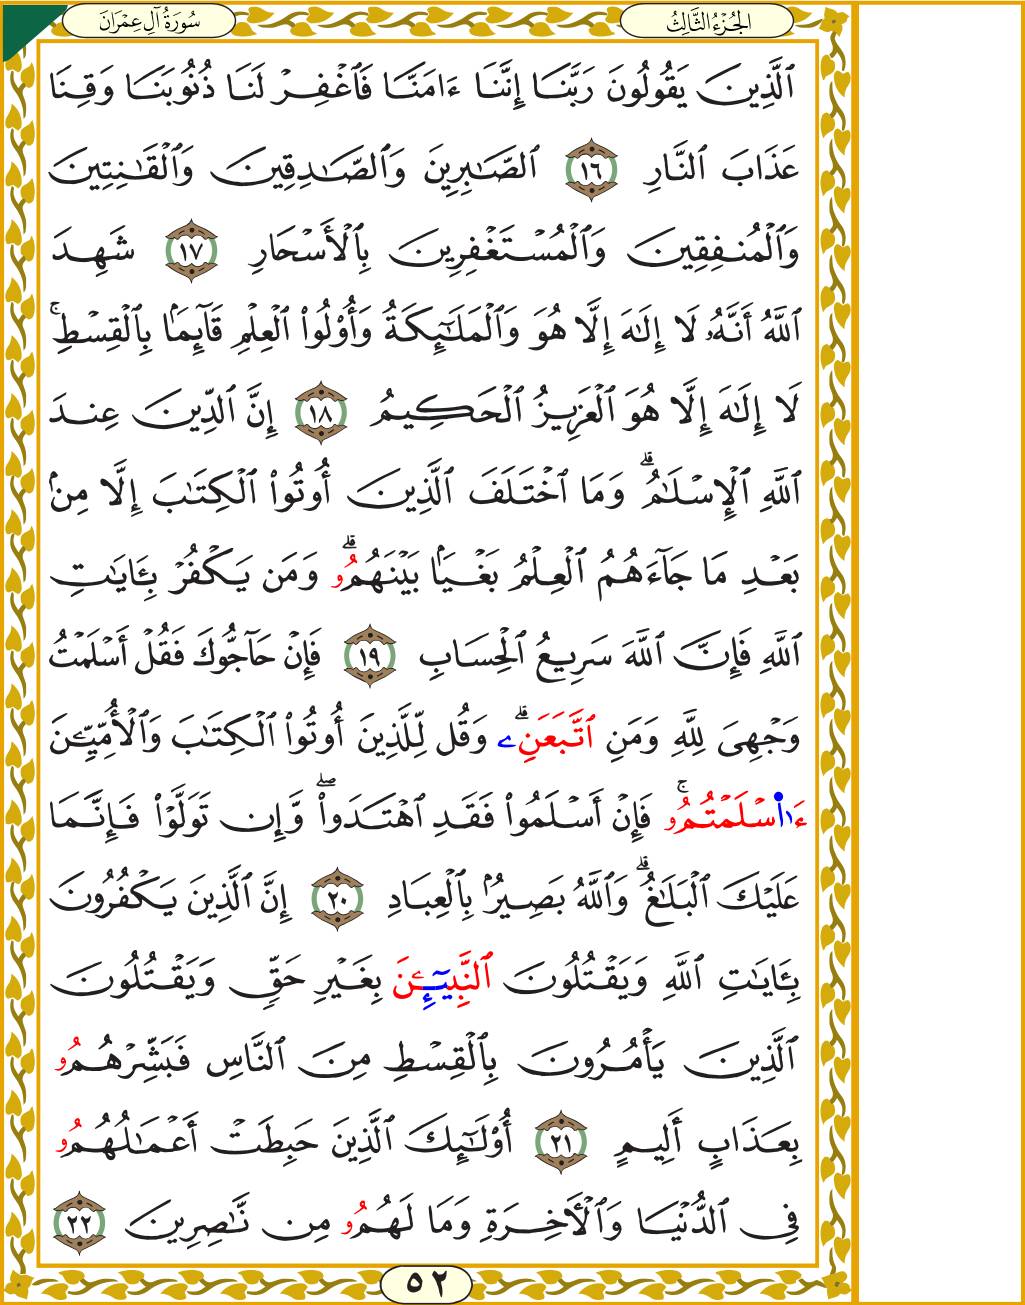 سُورَةُ آلِ عِمْرَان
الجُزْءُ الثَّالِثُ
ٱلَّذِينَ يَقُولُونَ رَبَّنَا إِنَّنَا ءَامَنَّا فَٱغْفِرْ لَنَا ذُنُوبَنَا وَقِنَا
عَذَابَ ٱلنَّارِ ١٦ ٱلصَّٰبِرِينَ وَٱلصَّٰدِقِينَ وَٱلْقَٰنِتِينَ
وَٱلْمُنفِقِينَ وَٱلْمُسْتَغْفِرِينَ بِٱلْأَسْحَارِ ١٧ شَهِدَ
ٱللَّهُ أَنَّهُۥ لَا إِلَٰهَ إِلَّا هُوَ وَٱلْمَلَٰٓئِكَةُ وَأُوْلُوا۟ ٱلْعِلْمِ قَآئِمَۢا بِٱلْقِسْطِۚ
لَا إِلَٰهَ إِلَّا هُوَ ٱلْعَزِيزُ ٱلْحَكِيمُ ١٨ إِنَّ ٱلدِّينَ عِندَ
ٱللَّهِ ٱلْإِسْلَٰمُۗ وَمَا ٱخْتَلَفَ ٱلَّذِينَ أُوتُوا۟ ٱلْكِتَٰبَ إِلَّا مِنۢ
بَعْدِ مَا جَآءَهُمُ ٱلْعِلْمُ بَغْيَۢا بَيْنَهُمُۥۗ وَمَن يَكْفُرْ بِـَٔايَٰتِ
ٱللَّهِ فَإِنَّ ٱللَّهَ سَرِيعُ ٱلْحِسَابِ ١٩ فَإِنْ حَآجُّوكَ فَقُلْ أَسْلَمْتُ
وَجْهِىَ لِلَّهِ وَمَنِ ٱتَّبَعَنِۦۗ وَقُل لِّلَّذِينَ أُوتُوا۟ ٱلْكِتَٰبَ وَٱلْأُمِّيِّـۧنَ
ءَا۬سْلَمْتُمُۥۚ فَإِنْ أَسْلَمُوا۟ فَقَدِ ٱهْتَدَوا۟ۖ وَّإِن تَوَلَّوْا۟ فَإِنَّمَا
عَلَيْكَ ٱلْبَلَٰغُۗ وَٱللَّهُ بَصِيرُۢ بِٱلْعِبَادِ ٢٠ إِنَّ ٱلَّذِينَ يَكْفُرُونَ
بِـَٔايَٰتِ ٱللَّهِ وَيَقْتُلُونَ ٱلنَّبِيٓـِٕۧنَ بِغَيْرِ حَقٍّ وَيَقْتُلُونَ
ٱلَّذِينَ يَأْمُرُونَ بِٱلْقِسْطِ مِنَ ٱلنَّاسِ فَبَشِّرْهُمُۥ
بِعَذَابٍ أَلِيمٍ ٢١ أُوْلَٰٓئِكَ ٱلَّذِينَ حَبِطَتْ أَعْمَٰلُهُمُۥ
فِى ٱلدُّنْيَا وَٱلْأَخِرَةِ وَمَا لَهُمُۥ مِن نَّٰصِرِينَ ٢٢
٥٢